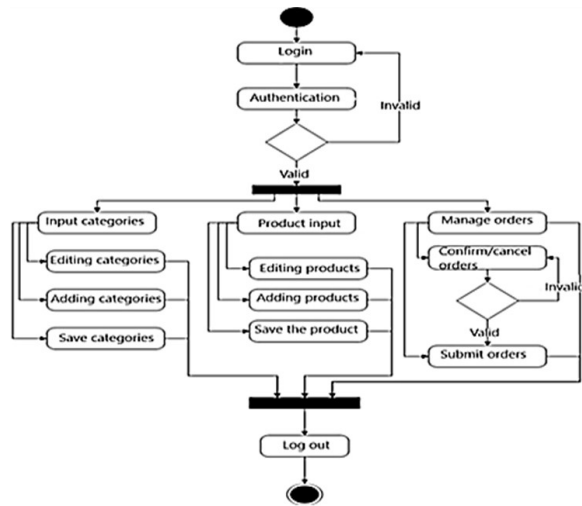 Login
Authentication
Invalid
Valid
Input categories
Product input
Manage orders
Editing categories
Adding categories
Save categories
Editing products
Adding products
Save the product
Confirm/cancel
orders
Invalid
Valid
Submit orders
Log out